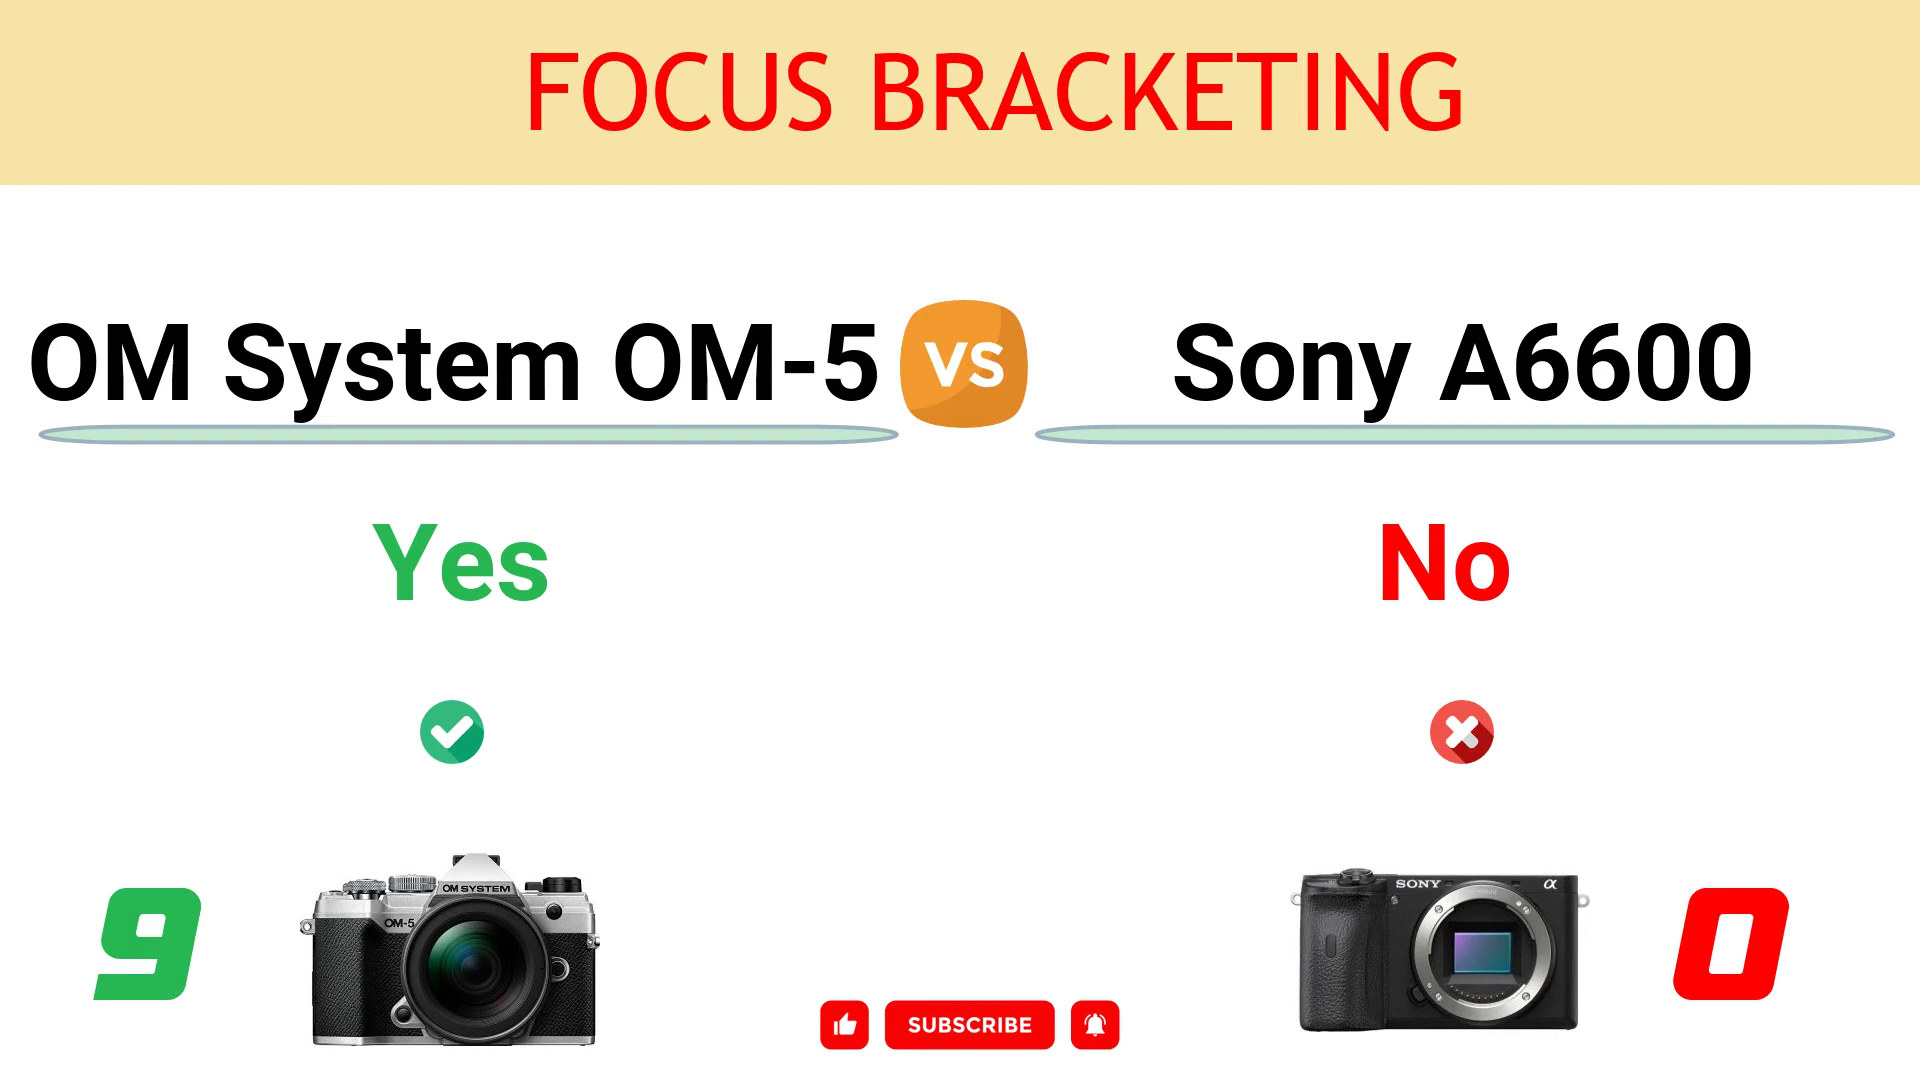 FOCUS BRACKETING
OM System OM-5
VS
Sony A6600
Yes
No
OM SYSTEM
OM-5
SONY
α
9
0
SUBSCRIBE